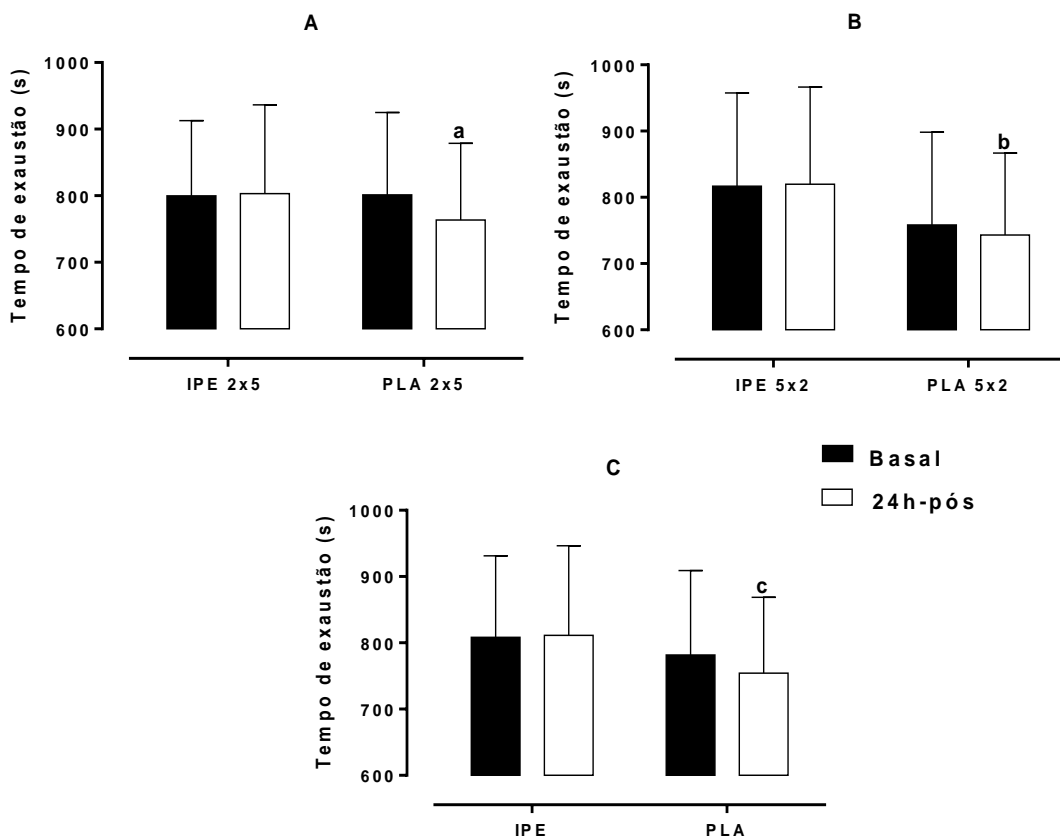 A
Tempo de exaustão (s)
1000
900
800
700
600
a
IPE 2x5
PLA 2x5
B
Tempo de exaustão (s)
1000
900
800
700
600
b
IPE 5x2
PLA 5x2
Basal
24h-pós
C
Tempo de exaustão (s)
1000
900
800
700
600
c
IPE
PLA